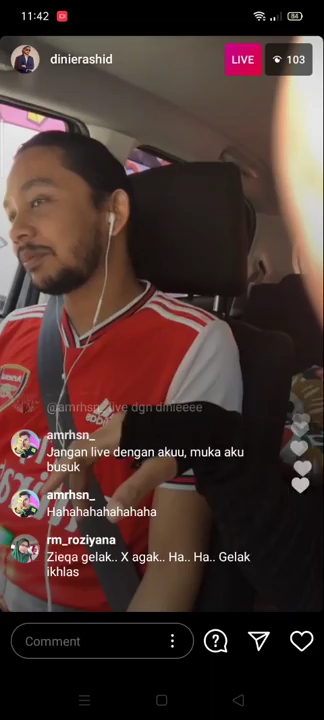 11:42
84
dinierashid
LIVE
103
@amrhsn_ live dgn dinieeee
amrhsn_
Jangan live dengan akuu, muka aku
busuk
amrhsn_
Hahahahahahahaha
rm_roziyana
Zieqa gelak.. X agak.. Ha.. Ha.. Gelak
ikhlas
Comment